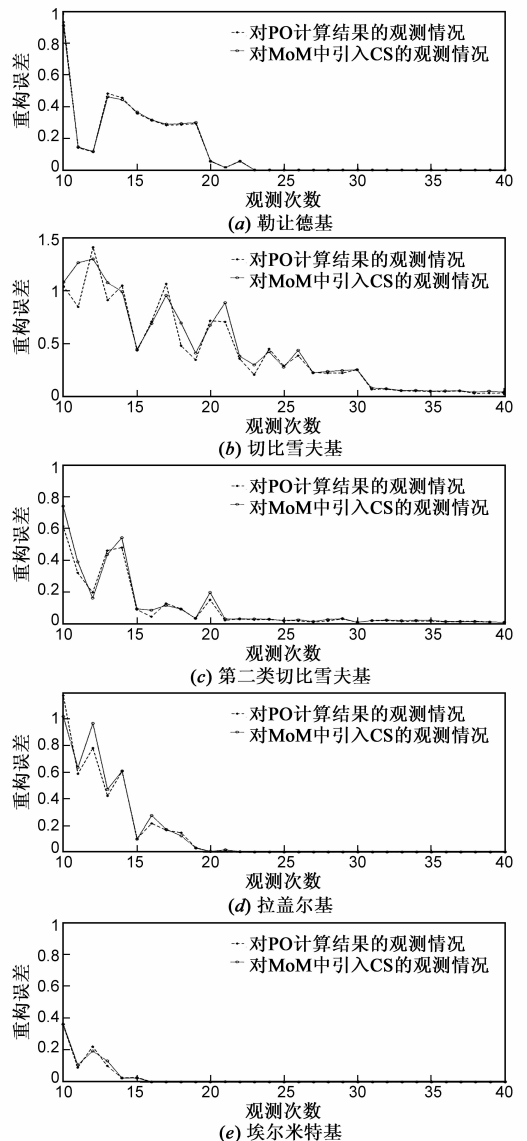 1
0.8
0.6
0.4
0.2
0
重构误差
对PO计算结果的观测情况
对MoM中引入CS的观测情况
10 15 20 25 30 35 40
观测次数
(a) 勒让德基
1.5
1
0.5
0
重构误差
对PO计算结果的观测情况
对MoM中引入CS的观测情况
10 15 20 25 30 35 40
观测次数
(b) 切比雪夫基
1
0.8
0.6
0.4
0.2
0
重构误差
对PO计算结果的观测情况
对MoM中引入CS的观测情况
10 15 20 25 30 35 40
观测次数
(c) 第二类切比雪夫基
1
0.8
0.6
0.4
0.2
0
重构误差
对PO计算结果的观测情况
对MoM中引入CS的观测情况
10 15 20 25 30 35 40
观测次数
(d) 拉盖尔基
1
0.8
0.6
0.4
0.2
0
重构误差
对PO计算结果的观测情况
对MoM中引入CS的观测情况
10 15 20 25 30 35 40
观测次数
(e) 埃尔米特基